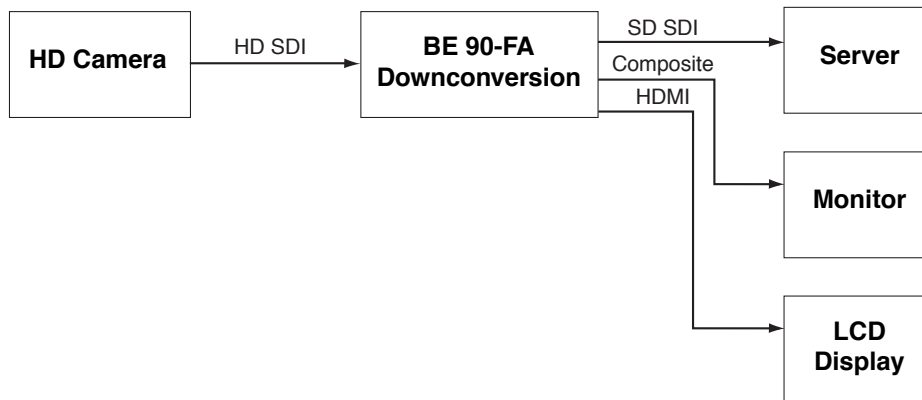 HD Camera
HD SDI
BE 90-FA
Downconversion
SD SDI
Composite
HDMI
Server
Monitor
LCD
Display